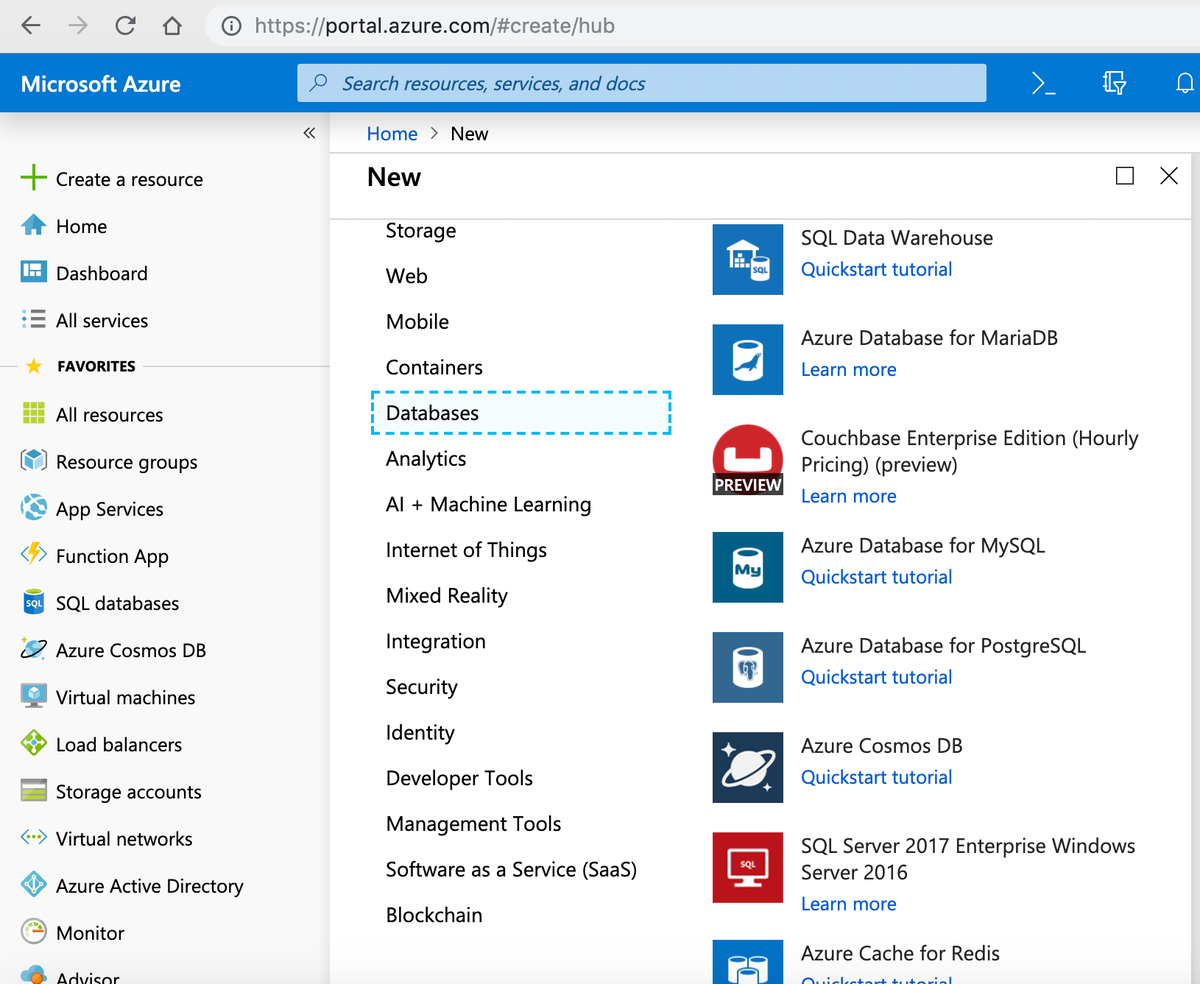 https://portal.azure.com/#create/hub
Microsoft Azure
Search resources, services, and docs
«
Home > New
New
Create a resource
Home
Dashboard
All services
FAVORITES
All resources
Resource groups
App Services
Function App
SQL databases
Azure Cosmos DB
Virtual machines
Load balancers
Storage accounts
Virtual networks
Azure Active Directory
Monitor
Advisor
Storage
Web
Mobile
Containers
Databases
Analytics
AI + Machine Learning
Internet of Things
Mixed Reality
Integration
Security
Identity
Developer Tools
Management Tools
Software as a Service (SaaS)
Blockchain
SQL
SQL Data Warehouse
Quickstart tutorial
Azure Database for MariaDB
Learn more
PREVIEW
Couchbase Enterprise Edition (Hourly
Pricing) (preview)
Learn more
My
Azure Database for MySQL
Quickstart tutorial
Azure Database for PostgreSQL
Quickstart tutorial
Azure Cosmos DB
Quickstart tutorial
SQL
SQL Server 2017 Enterprise Windows
Server 2016
Learn more
Azure Cache for Redis
Quickstart tutorial